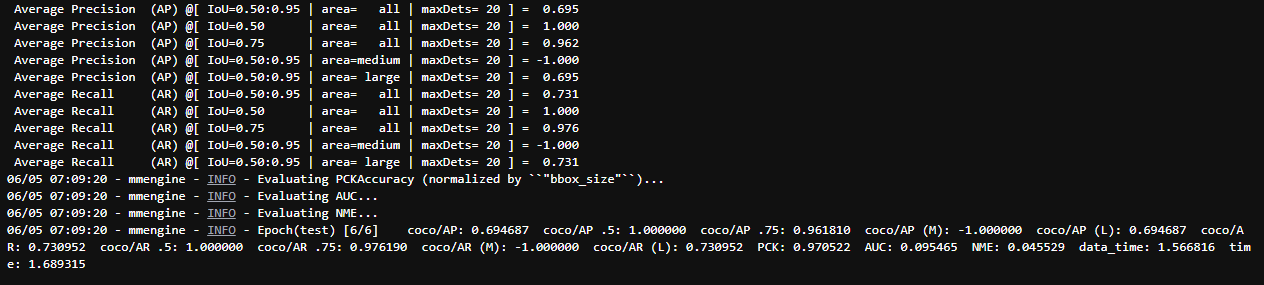 Average Precision  (AP) @[ IoU=0.50:0.95 | area=   all | maxDets= 20 ] =  0.695
Average Precision  (AP) @[ IoU=0.50      | area=   all | maxDets= 20 ] =  1.000
Average Precision  (AP) @[ IoU=0.75      | area=   all | maxDets= 20 ] =  0.962
Average Precision  (AP) @[ IoU=0.50:0.95 | area=medium | maxDets= 20 ] = -1.000
Average Precision  (AP) @[ IoU=0.50:0.95 | area= large | maxDets= 20 ] =  0.695
Average Recall     (AR) @[ IoU=0.50:0.95 | area=   all | maxDets= 20 ] =  0.731
Average Recall     (AR) @[ IoU=0.50      | area=   all | maxDets= 20 ] =  1.000
Average Recall     (AR) @[ IoU=0.75      | area=   all | maxDets= 20 ] =  0.976
Average Recall     (AR) @[ IoU=0.50:0.95 | area=medium | maxDets= 20 ] = -1.000
Average Recall     (AR) @[ IoU=0.50:0.95 | area= large | maxDets= 20 ] =  0.731
06/05 07:09:20 - mmengine - INFO - Evaluating PCKAccuracy (normalized by ``"bbox_size"``)...
06/05 07:09:20 - mmengine - INFO - Evaluating AUC...
06/05 07:09:20 - mmengine - INFO - Evaluating NME...
06/05 07:09:20 - mmengine - INFO - Epoch(test) [6/6]    coco/AP: 0.694687  coco/AP .5: 1.000000  coco/AP .75: 0.961810  coco/AP (M): -1.000000  coco/AP (L): 0.694687  coco/A
R: 0.730952  coco/AR .5: 1.000000  coco/AR .75: 0.976190  coco/AR (M): -1.000000  coco/AR (L): 0.730952  PCK: 0.970522  AUC: 0.095465  NME: 0.045529  data_time: 1.566816  tim
e: 1.689315